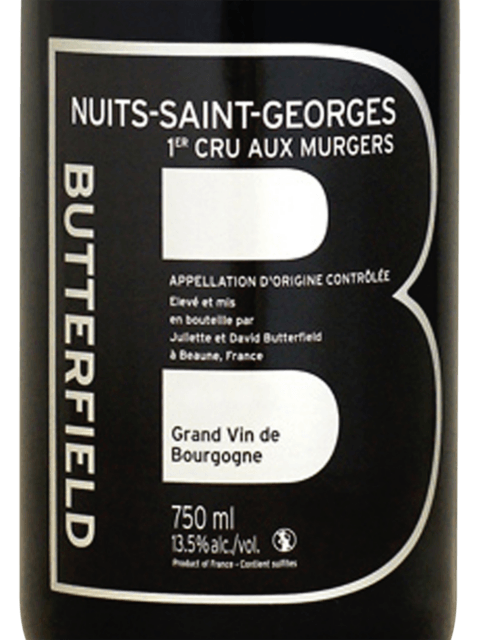 NUITS-SAINT-GEORGES
1ER CRU AUX MURGERS
BUTTERFIELD
APPELLATION D'ORIGINE CONTRÔLÉE
Elevé et mis
en bouteille par
Juliette et David Butterfield
à Beaune, France
Grand Vin de
Bourgogne
750 ml
13.5%alc./vol.
Product of France - Contient sulfites